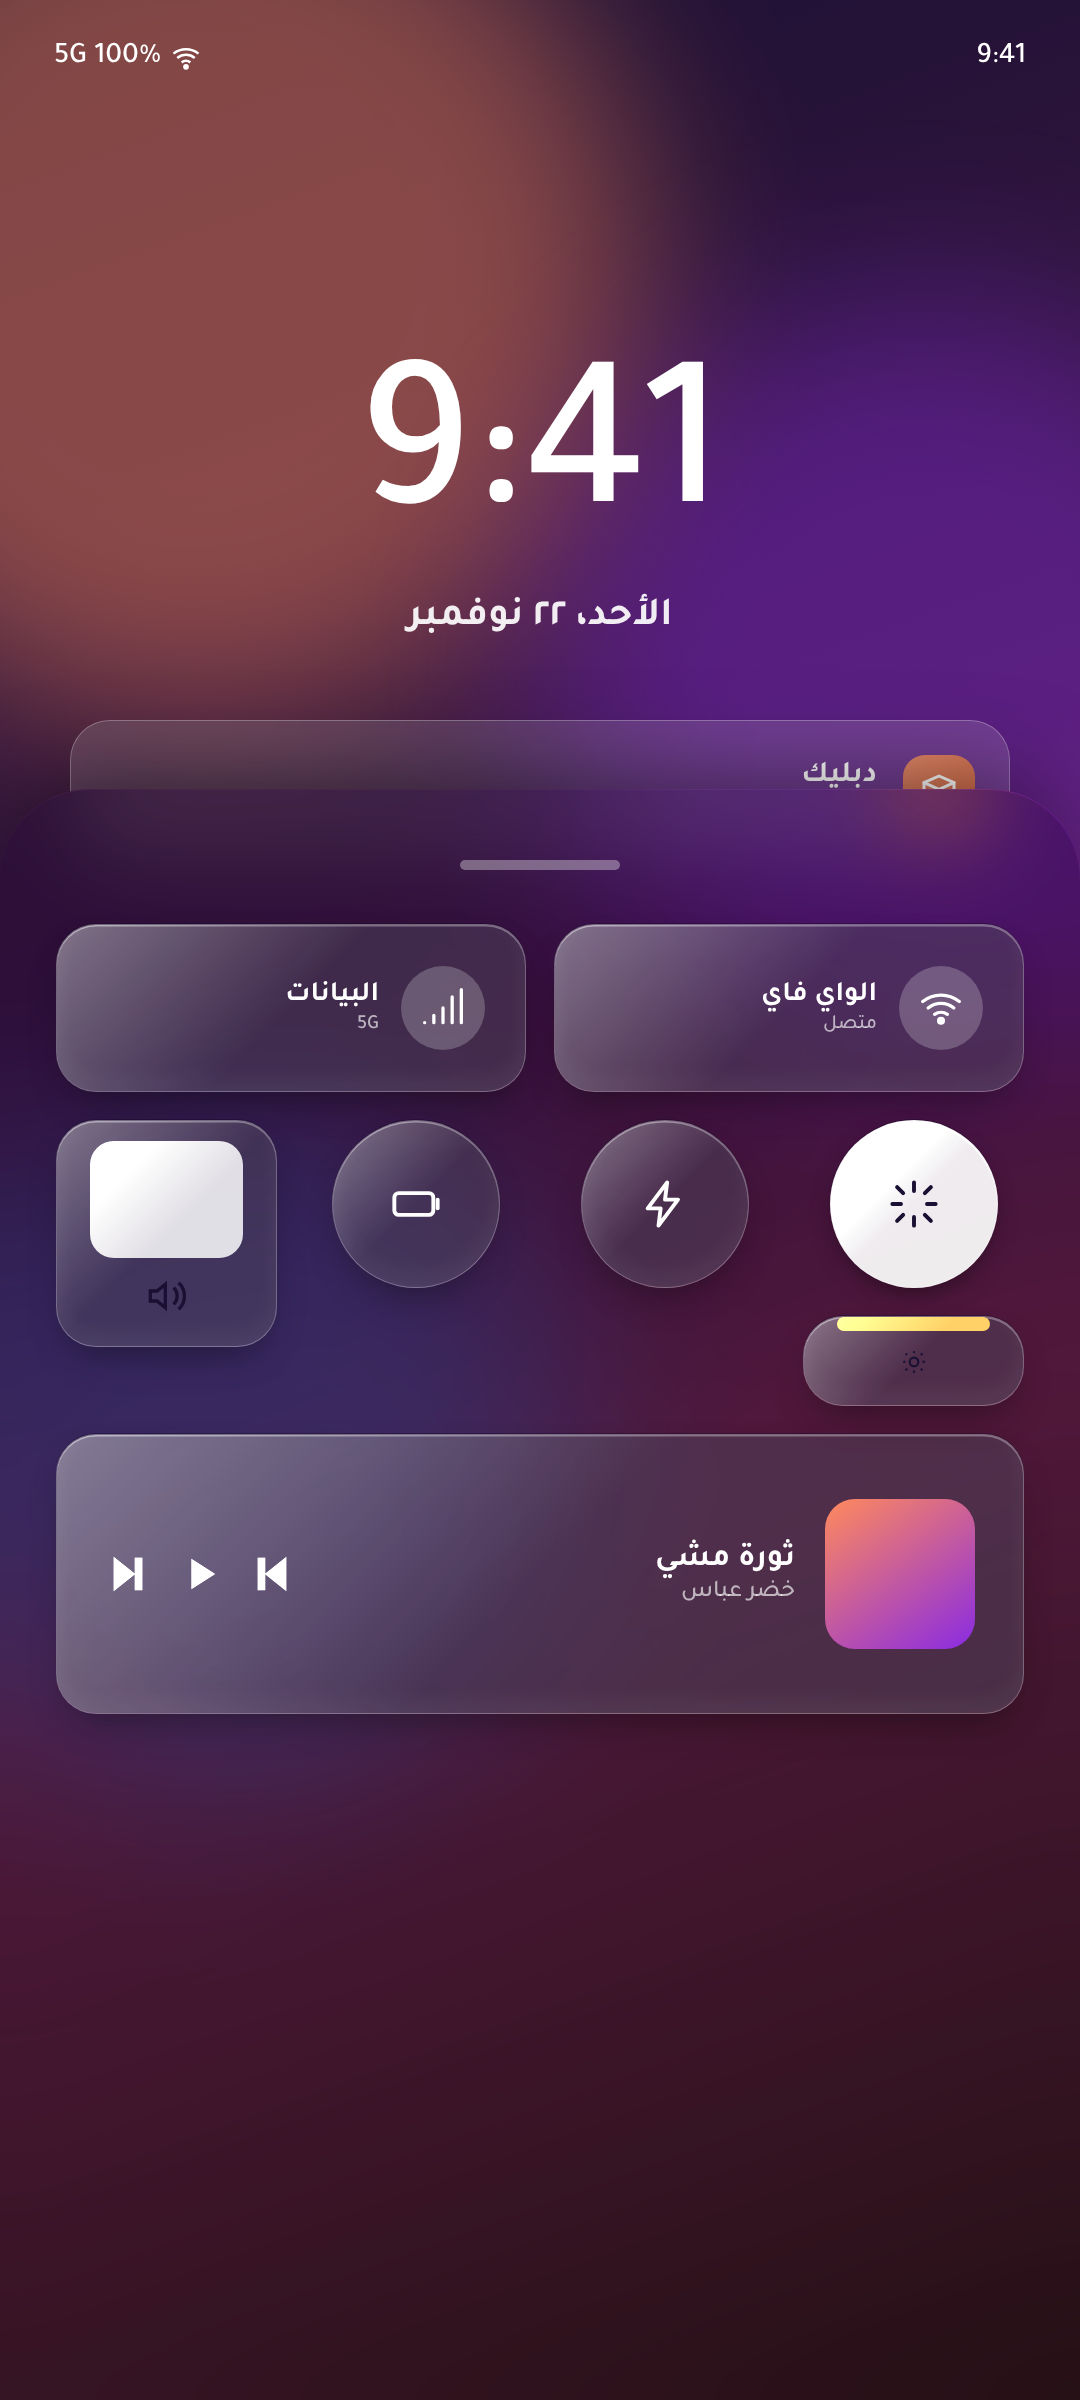 9:41
5G 100%
9:41
الأحد، ٢٢ نوفمبر
دبليك
الواي فاي
متصل
البيانات
5G
ثورة مشي
خضر عباس